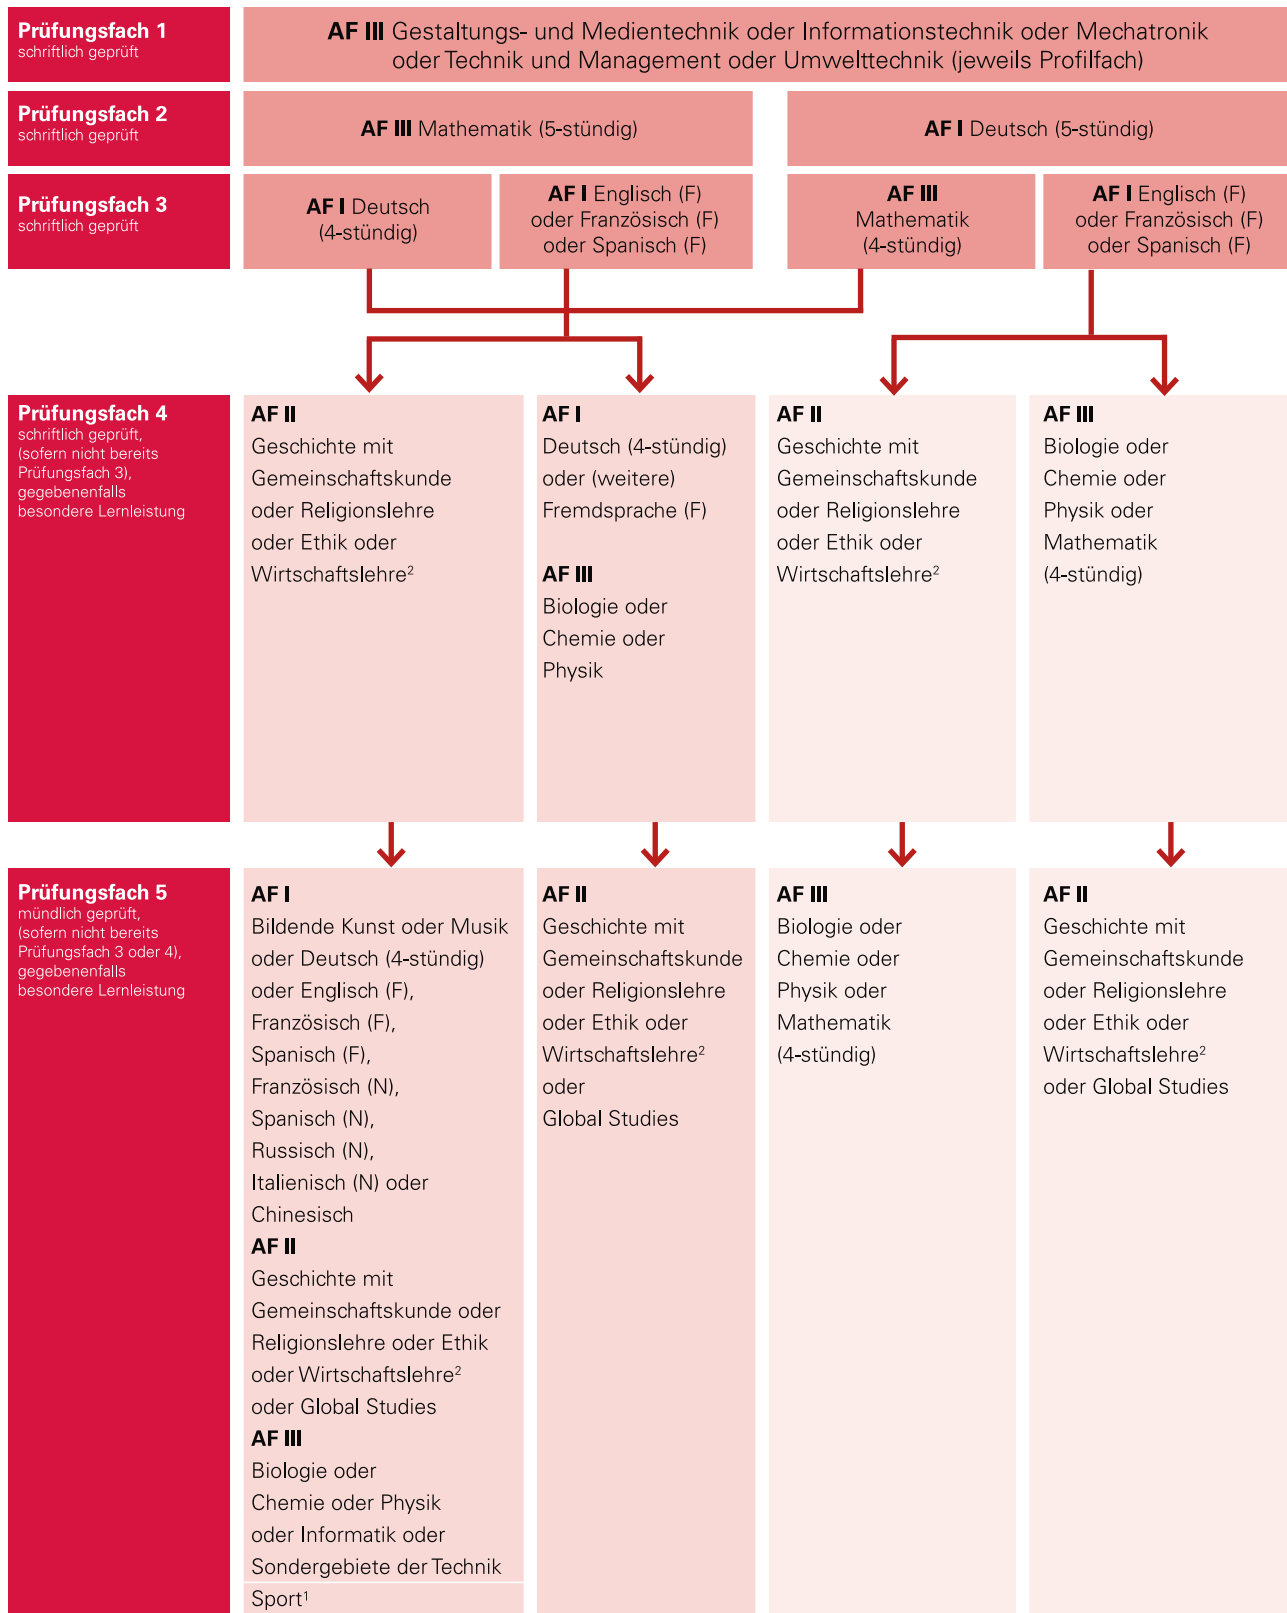 Prüfungsfach 1
schriftlich geprüft
AF III Gestaltungs- und Medientechnik oder Informationstechnik oder Mechatronik
oder Technik und Management oder Umwelttechnik (jeweils Profilfach)
Prüfungsfach 2
schriftlich geprüft
AF III Mathematik (5-stündig)
AF I Deutsch (5-stündig)
Prüfungsfach 3
schriftlich geprüft
AF I Deutsch
(4-stündig)
AF I Englisch (F)
oder Französisch (F)
oder Spanisch (F)
AF III
Mathematik
(4-stündig)
AF I Englisch (F)
oder Französisch (F)
oder Spanisch (F)
Prüfungsfach 4
schriftlich geprüft,
(sofern nicht bereits
Prüfungsfach 3),
gegebenenfalls
besondere Lernleistung
AF II
Geschichte mit
Gemeinschaftskunde
oder Religionslehre
oder Ethik oder
Wirtschaftslehre²
AF I
Deutsch (4-stündig)
oder (weitere)
Fremdsprache (F)
AF III
Biologie oder
Chemie oder
Physik
AF II
Geschichte mit
Gemeinschaftskunde
oder Religionslehre
oder Ethik oder
Wirtschaftslehre²
AF III
Biologie oder
Chemie oder
Physik oder
Mathematik
(4-stündig)
Prüfungsfach 5
mündlich geprüft,
(sofern nicht bereits
Prüfungsfach 3 oder 4),
gegebenenfalls
besondere Lernleistung
AF I
Bildende Kunst oder Musik
oder Deutsch (4-stündig)
oder Englisch (F),
Französisch (F),
Spanisch (F),
Französisch (N),
Spanisch (N),
Russisch (N),
Italienisch (N) oder
Chinesisch
AF II
Geschichte mit
Gemeinschaftskunde oder
Religionslehre oder Ethik
oder Wirtschaftslehre²
oder Global Studies
AF III
Biologie oder
Chemie oder Physik
oder Informatik oder
Sondergebiete der Technik
Sport¹
AF II
Geschichte mit
Gemeinschaftskunde
oder Religionslehre
oder Ethik oder
Wirtschaftslehre²
oder
Global Studies
AF III
Biologie oder
Chemie oder
Physik oder
Mathematik
(4-stündig)
AF II
Geschichte mit
Gemeinschaftskunde
oder Religionslehre
oder Ethik oder
Wirtschaftslehre²
oder Global Studies